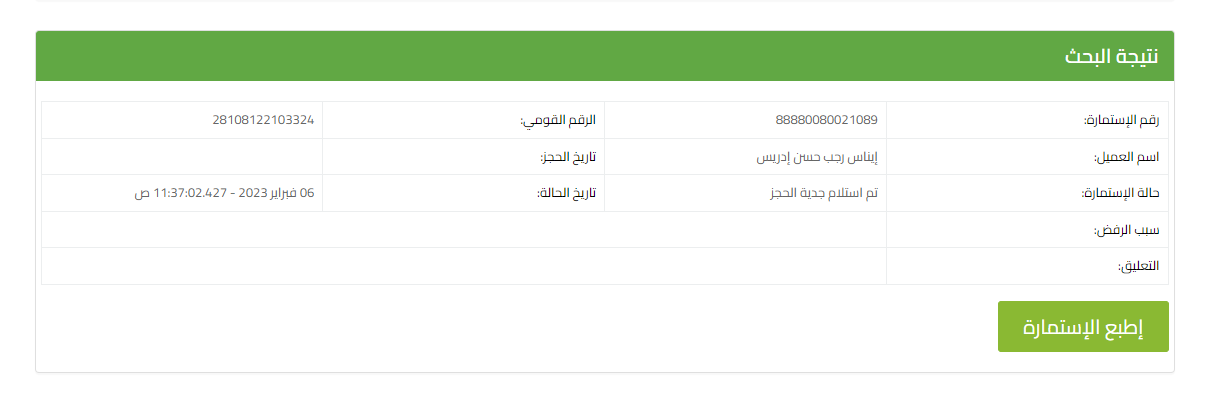 نتيجة البحث
رقم الإستمارة: 88880080021089 الرقم القومي: 28108122103324
اسم العميل: إيناس رجب حسن إدريس تاريخ الحجز:
حالة الإستمارة: تم استلام جدية الحجز تاريخ الحالة: 06 فبراير 2023 - 11:37:02.427 ص
سبب الرفض:
التعليق:
إطبع الإستمارة